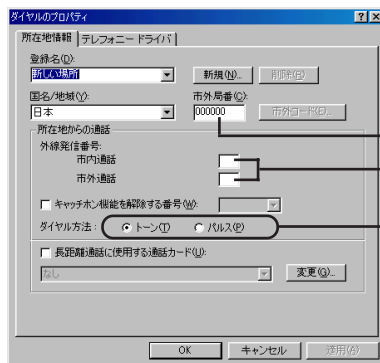 ダイヤルのプロパティ
所在地情報 テレフォニー ドライバ
登録名(D):
新しい場所 新規(N)... 削除(R)
国名/地域(Y): 市外局番(C):
日本 000000 市外コード(O)...
所在地からの通話
外線発信番号:
市内通話
市外通話
キャッチホン機能を解除する番号(W):
ダイヤル方法: トーン(T) パルス(P)
長距離通話に使用する通話カード(U):
なし 変更(G)...
OK キャンセル 適用(A)